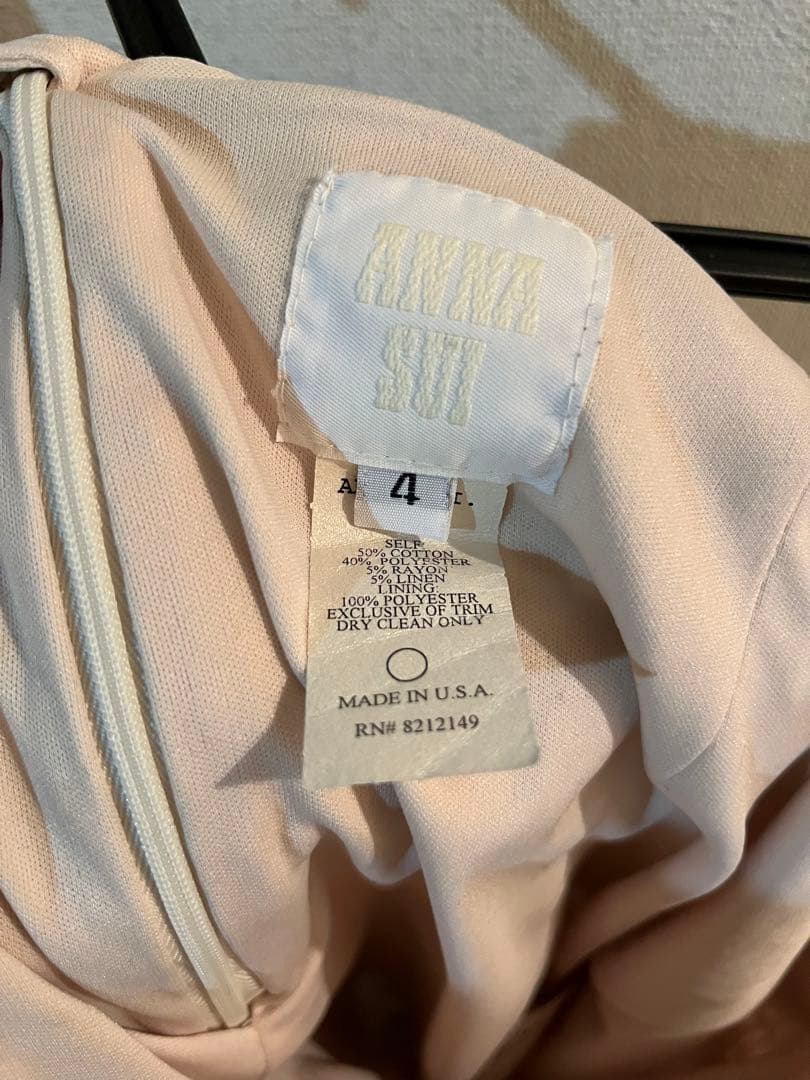 ANNA
SUI
4
SELF:
50% COTTON
40% POLYESTER
5% RAYON
5% LINEN
LINING:
100% POLYESTER
EXCLUSIVE OF TRIM
DRY CLEAN ONLY
MADE IN U.S.A.
RN# 8212149